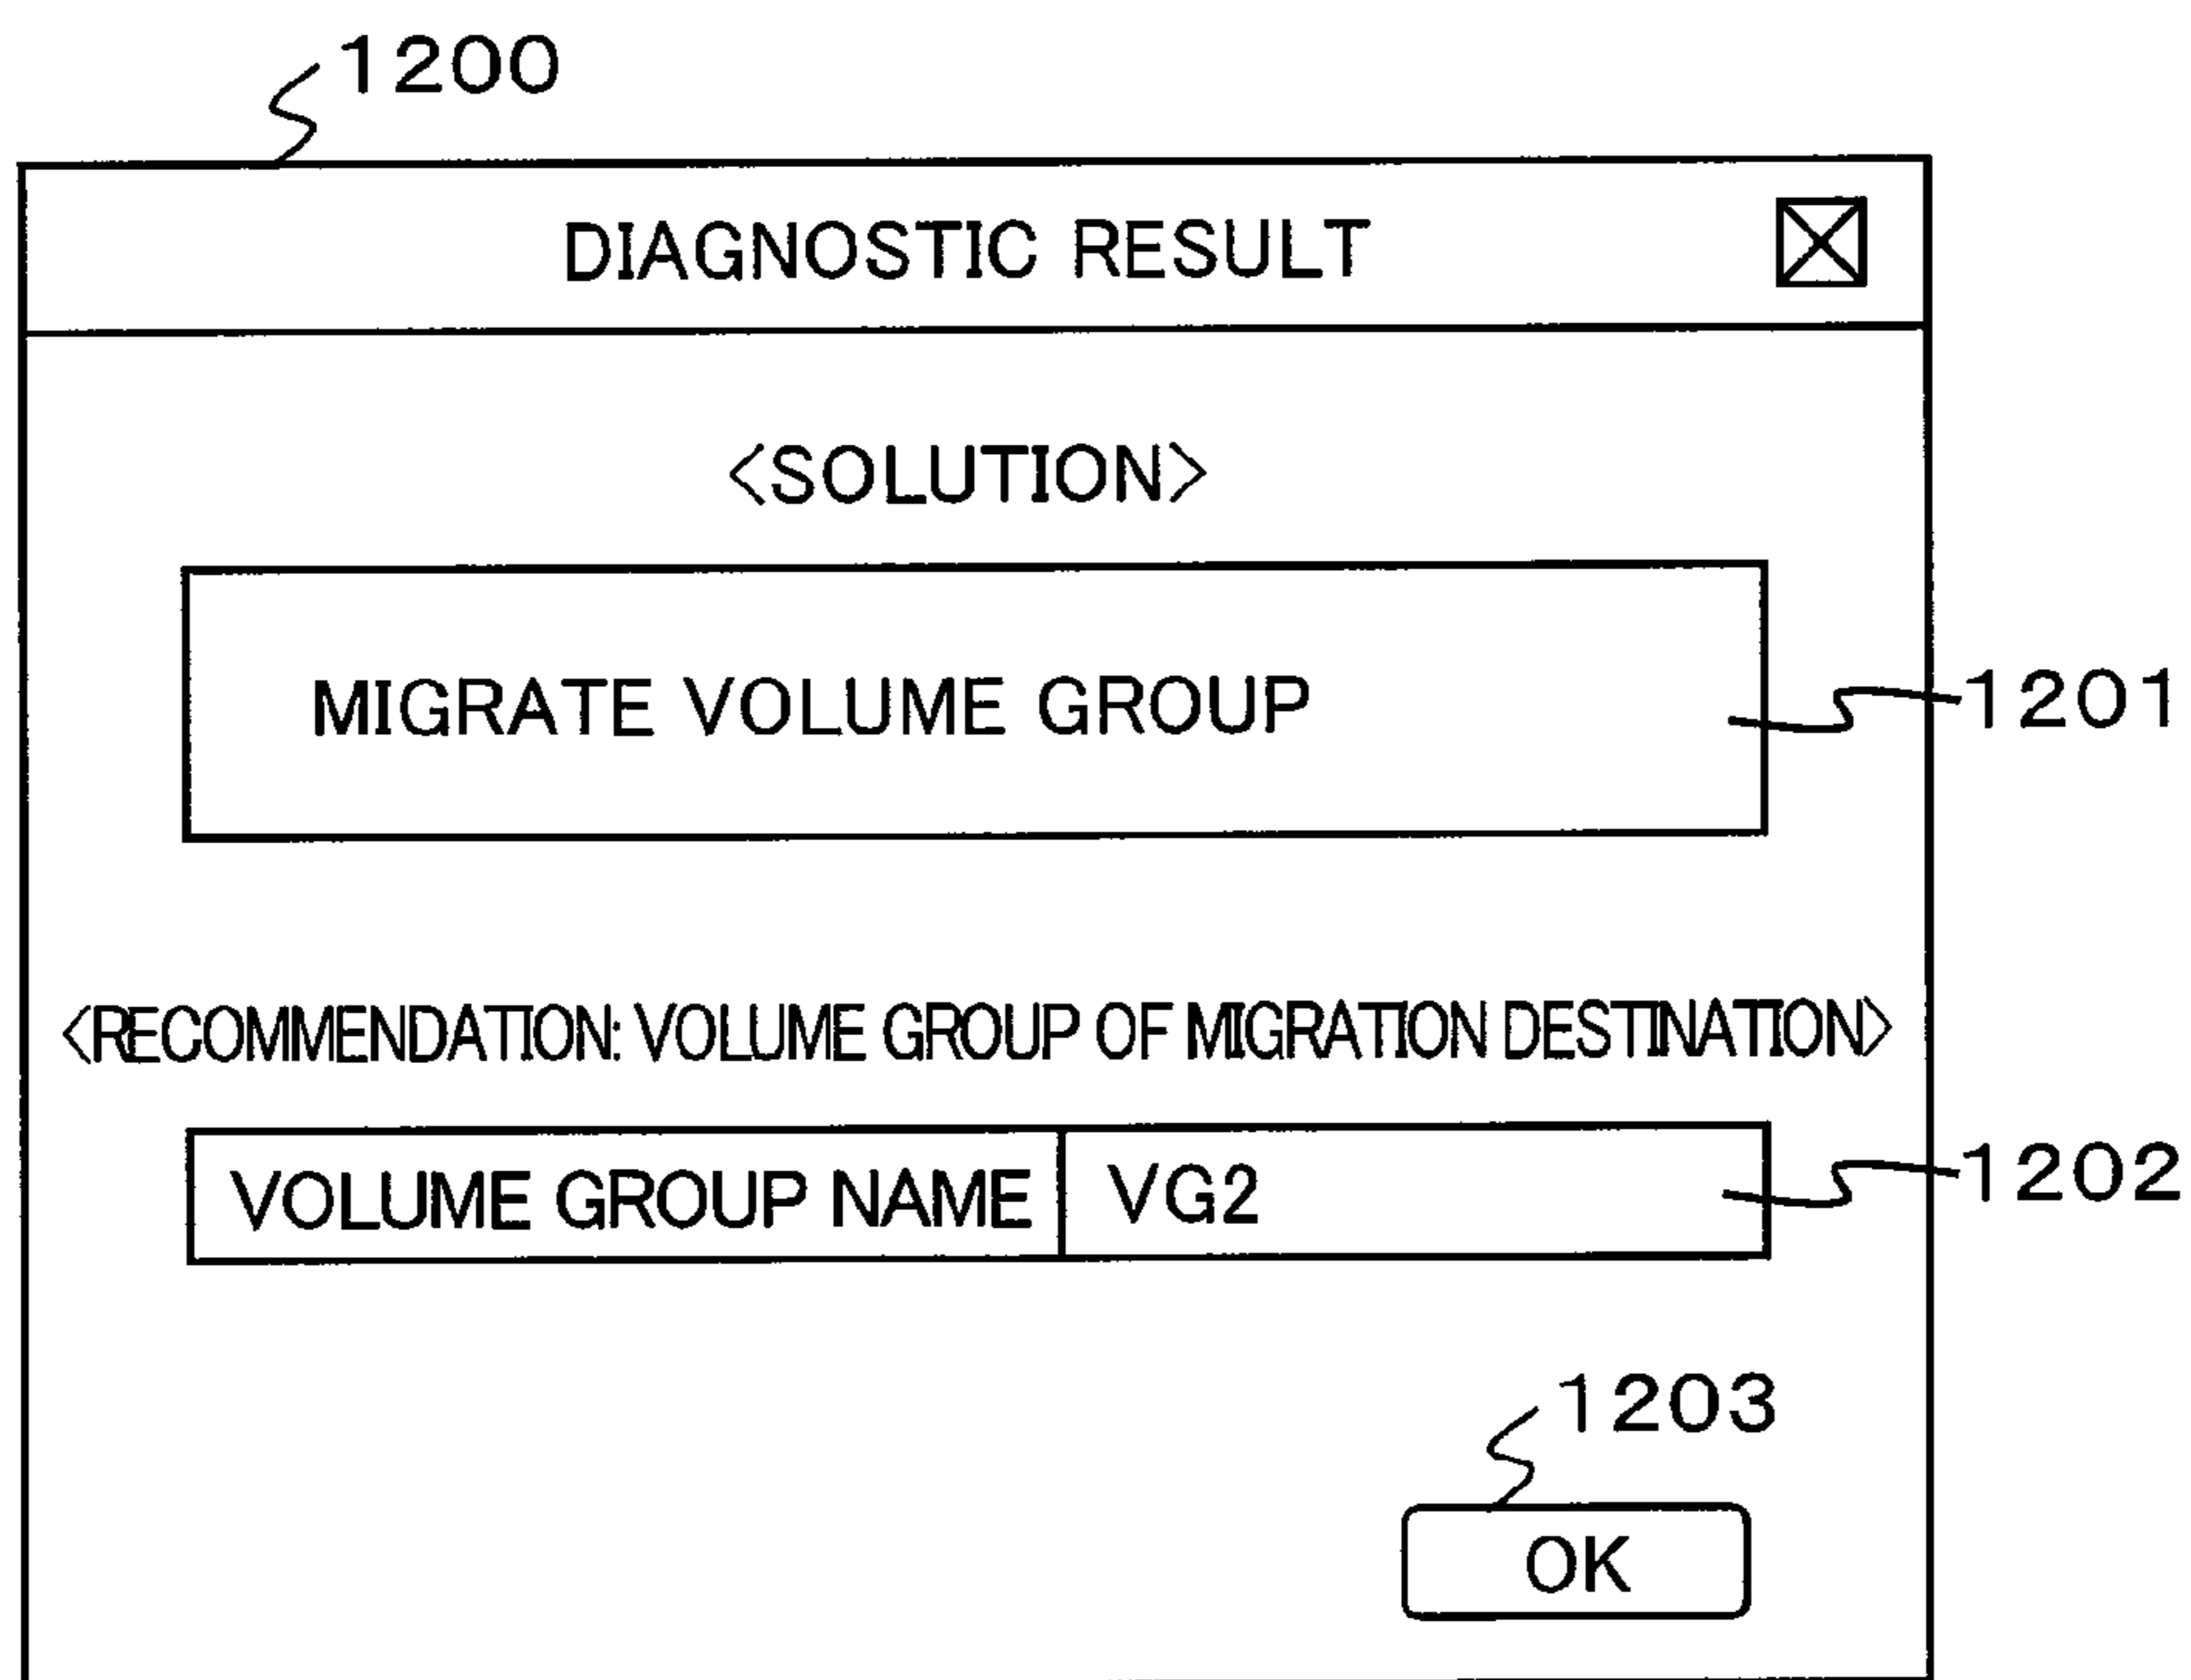 1200
DIAGNOSTIC RESULT
<SOLUTION>
MIGRATE VOLUME GROUP
1201
<RECOMMENDATION: VOLUME GROUP OF MIGRATION DESTINATION>
VOLUME GROUP NAME VG2
1202
1203
OK